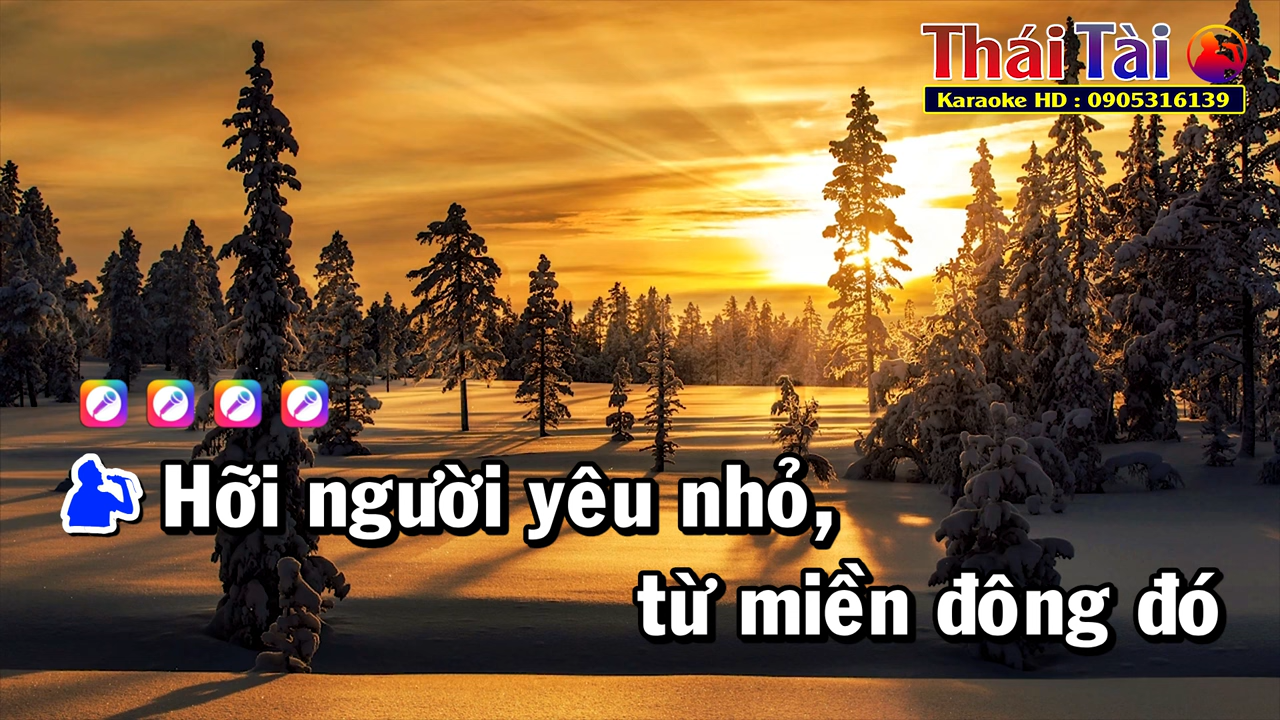 Thái Tài
Karaoke HD : 0905316139
Hỡi người yêu nhỏ,
từ miền đông đó